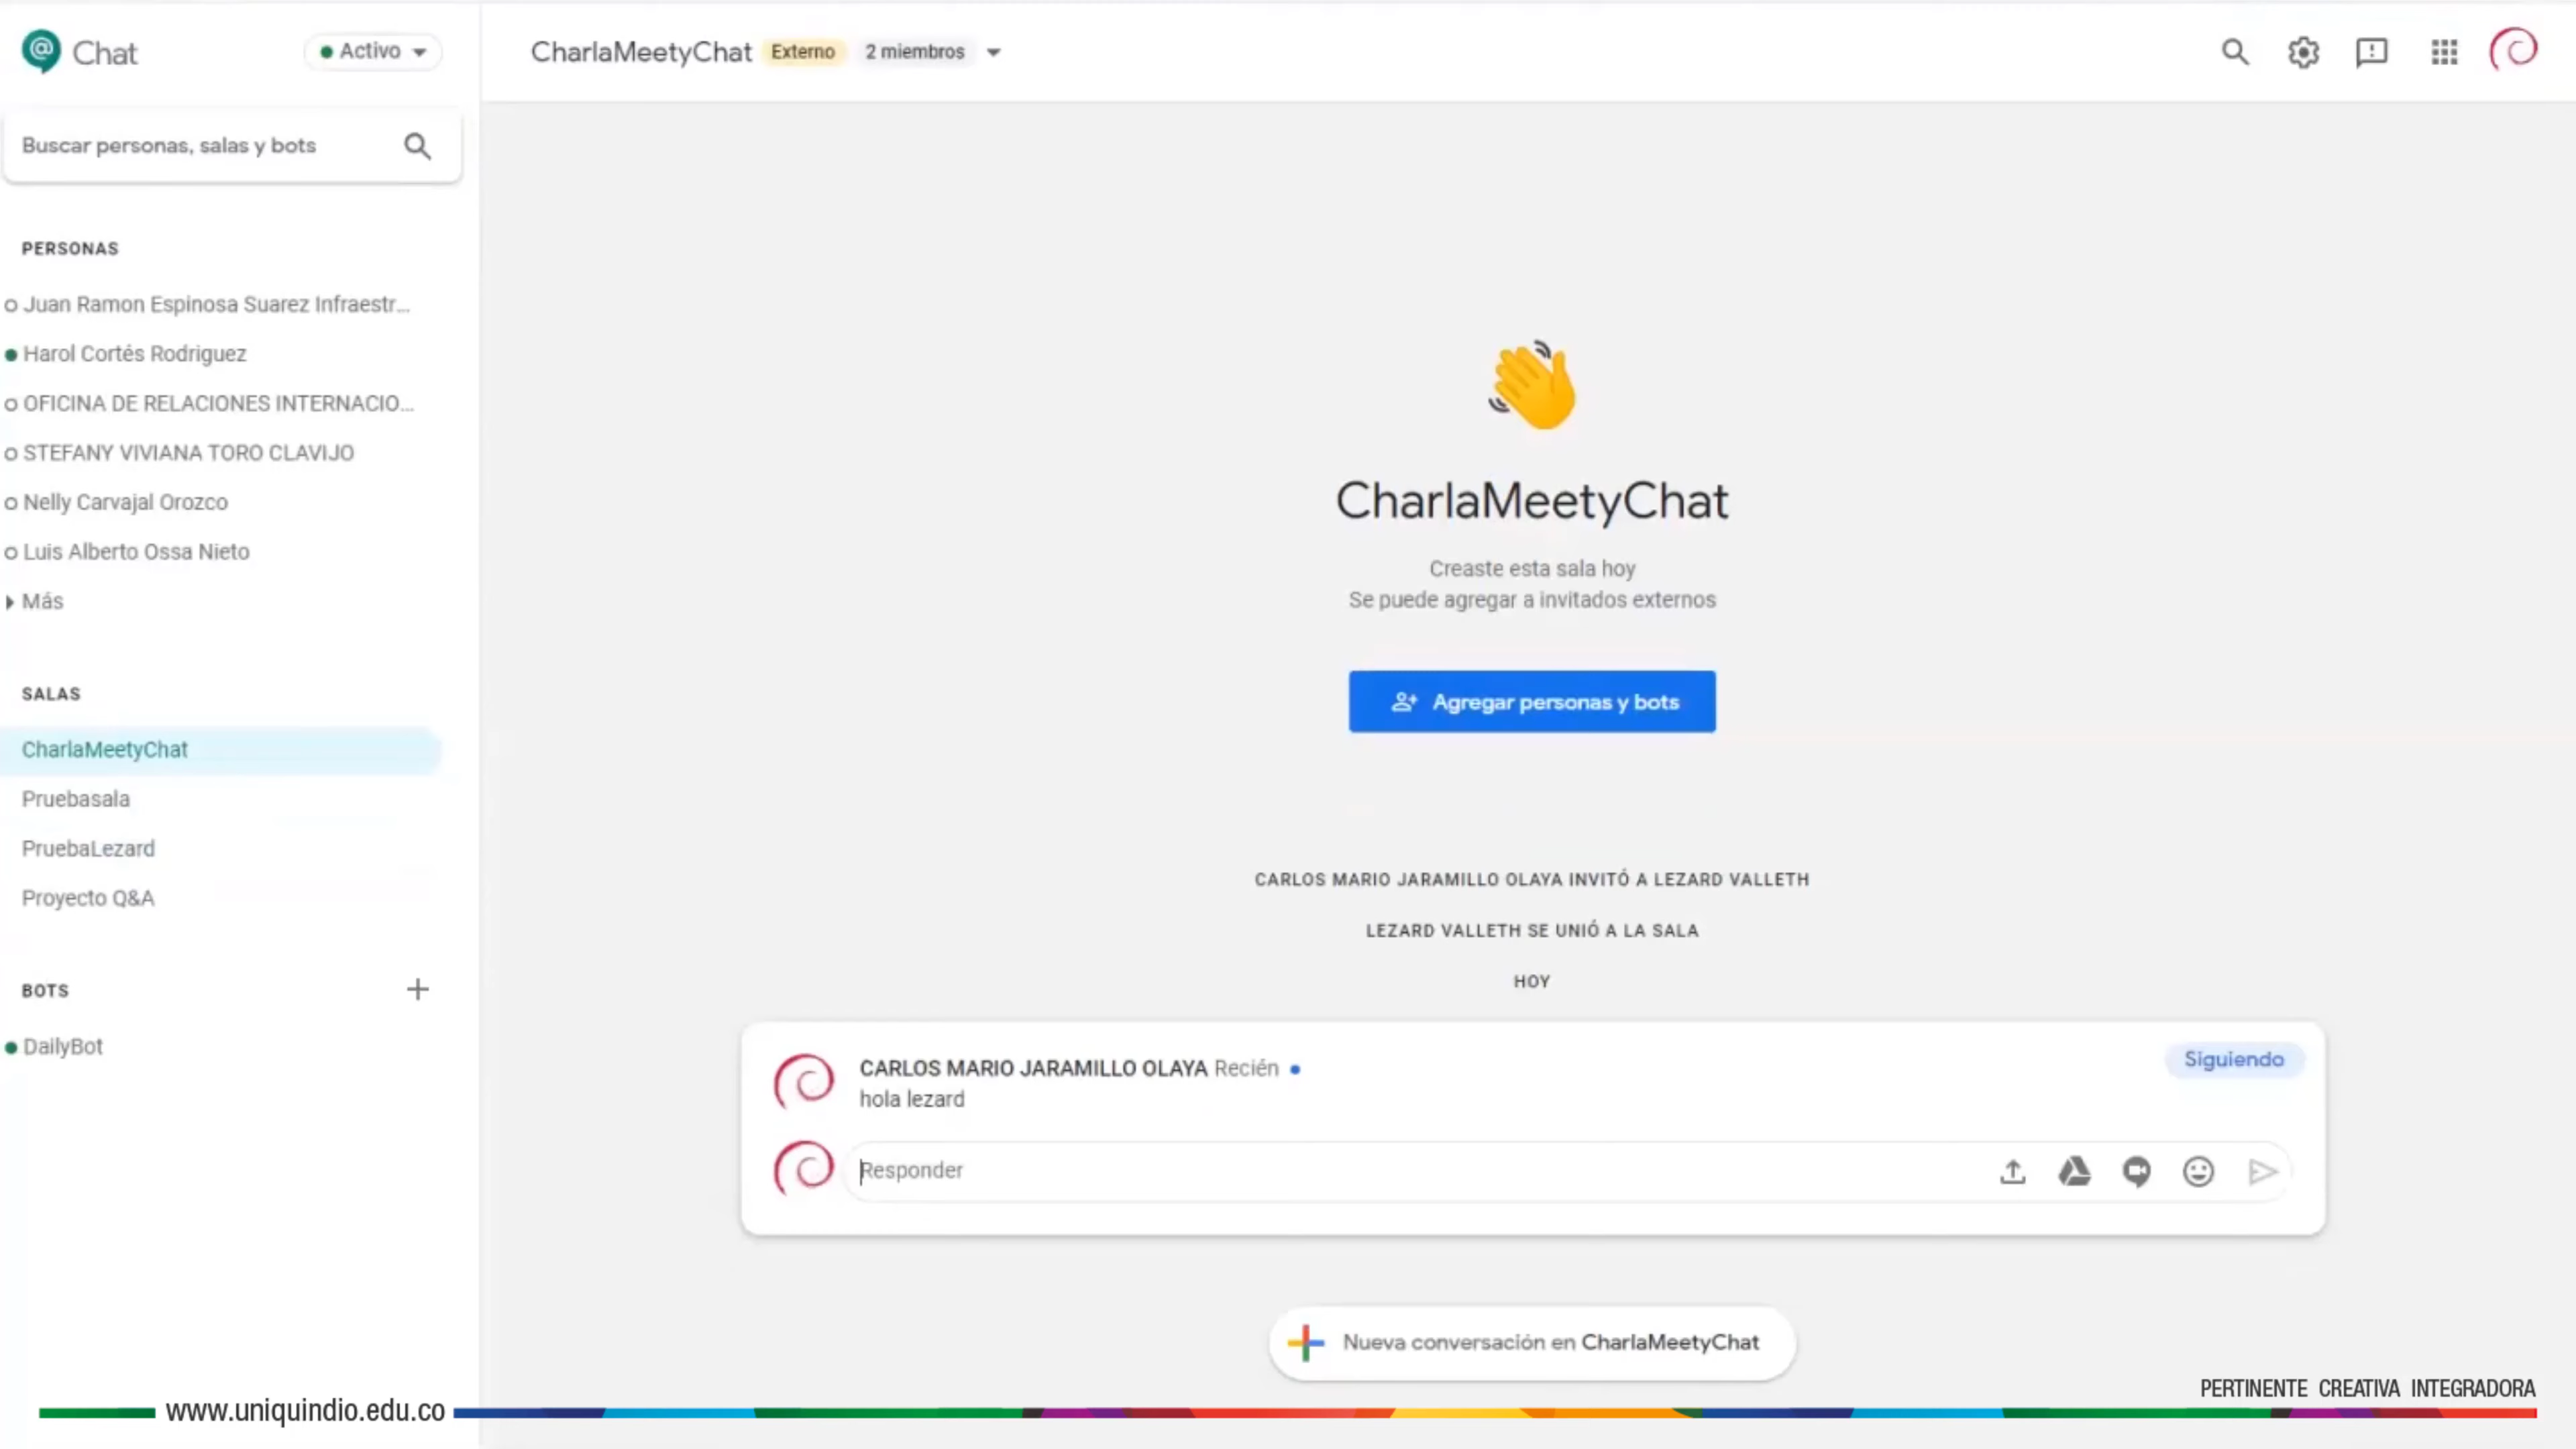 Chat
Activo
Buscar personas, salas y bots
PERSONAS
Juan Ramon Espinosa Suarez Infraestr...
Harol Cortés Rodriguez
OFICINA DE RELACIONES INTERNACIO...
STEFANY VIVIANA TORO CLAVIJO
Nelly Carvajal Orozco
Luis Alberto Ossa Nieto
Más
SALAS
CharlaMeetyChat
Pruebasala
PruebaLezard
Proyecto Q&A
BOTS
DailyBot
CharlaMeetyChat Externo 2 miembros
CharlaMeetyChat
Creaste esta sala hoy
Se puede agregar a invitados externos
Agregar personas y bots
CARLOS MARIO JARAMILLO OLAYA INVITÓ A LEZARD VALLETH
LEZARD VALLETH SE UNIÓ A LA SALA
HOY
CARLOS MARIO JARAMILLO OLAYA Recién
Siguiendo
hola lezard
Responder
Nueva conversación en CharlaMeetyChat
PERTINENTE CREATIVA INTEGRADORA
www.uniquindio.edu.co